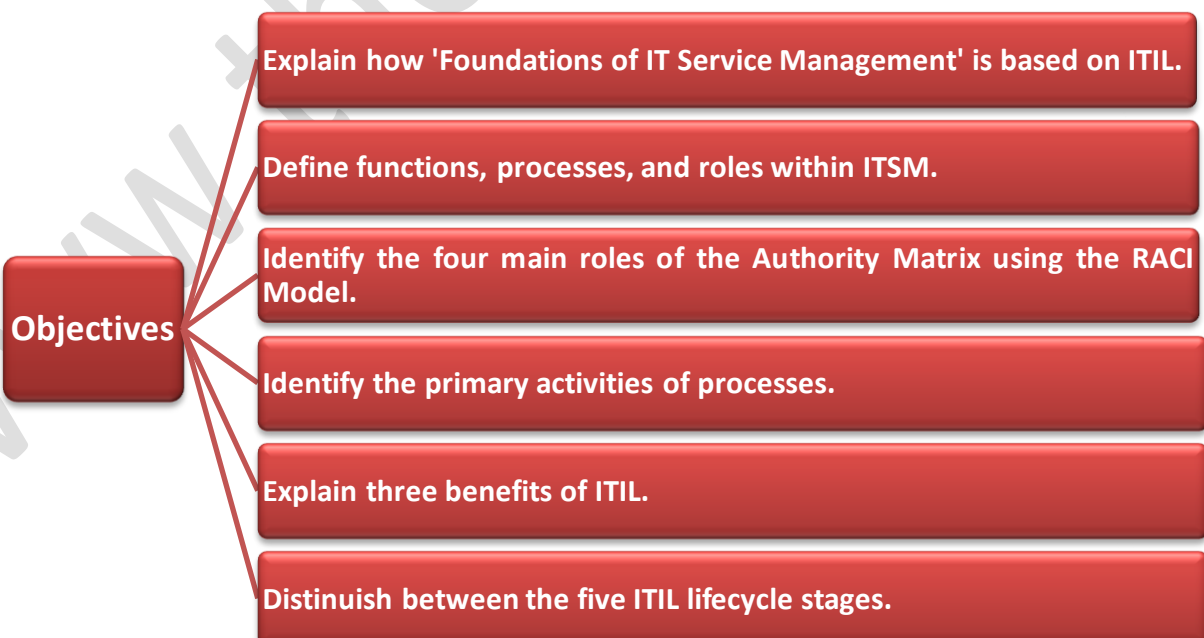 Explain how 'Foundations of IT Service Management' is based on ITIL.
Define functions, processes, and roles within ITSM.
Identify the four main roles of the Authority Matrix using the RACI
Model.
Objectives
Identify the primary activities of processes.
Explain three benefits of ITIL.
Distinuish between the five ITIL lifecycle stages.